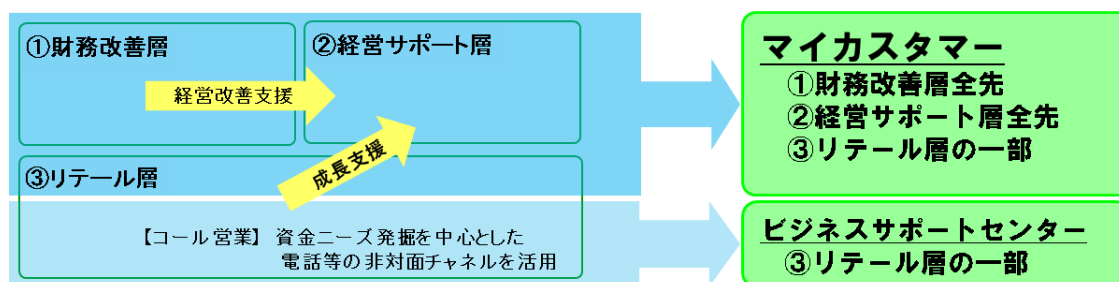 ①財務改善層
②経営サポート層
経営改善支援
成長支援
③リテール層
【コール営業】 資金ニーズ発掘を中心とした
電話等の非対面チャネルを活用
マイカスタマー
①財務改善層全先
②経営サポート層全先
③リテール層の一部
ビジネスサポートセンター
③リテール層の一部